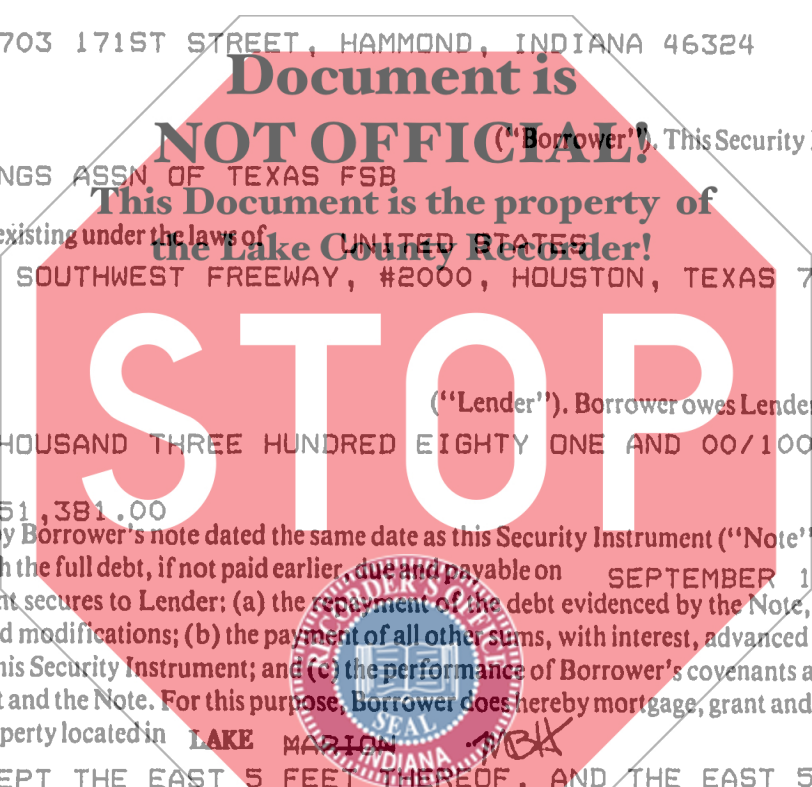 703 171ST STREET, HAMMOND, INDIANA 46324
Document is
NOT OFFICIAL!
("Borrower"). This Security
NGS ASSN OF TEXAS FSB
This Document is the property of
existing under the laws of UNITED STATES
the Lake County Recorder!
SOUTHWEST FREEWAY, #2000, HOUSTON, TEXAS 7
STOP
("Lender"). Borrower owes Lender
HOUSAND THREE HUNDRED EIGHTY ONE AND 00/100
51,381.00
y Borrower's note dated the same date as this Security Instrument ("Note"
h the full debt, if not paid earlier, due and payable on SEPTEMBER 1
nt secures to Lender: (a) the repayment of the debt evidenced by the Note,
d modifications; (b) the payment of all other sums, with interest, advanced
his Security Instrument; and (c) the performance of Borrower's covenants a
t and the Note. For this purpose, Borrower does hereby mortgage, grant and
perty located in LAKE MARION MBH
RECORDER'S OFFICE
SEAL
INDIANA
EPT THE EAST 5 FEET THEREOF, AND THE EAST 5